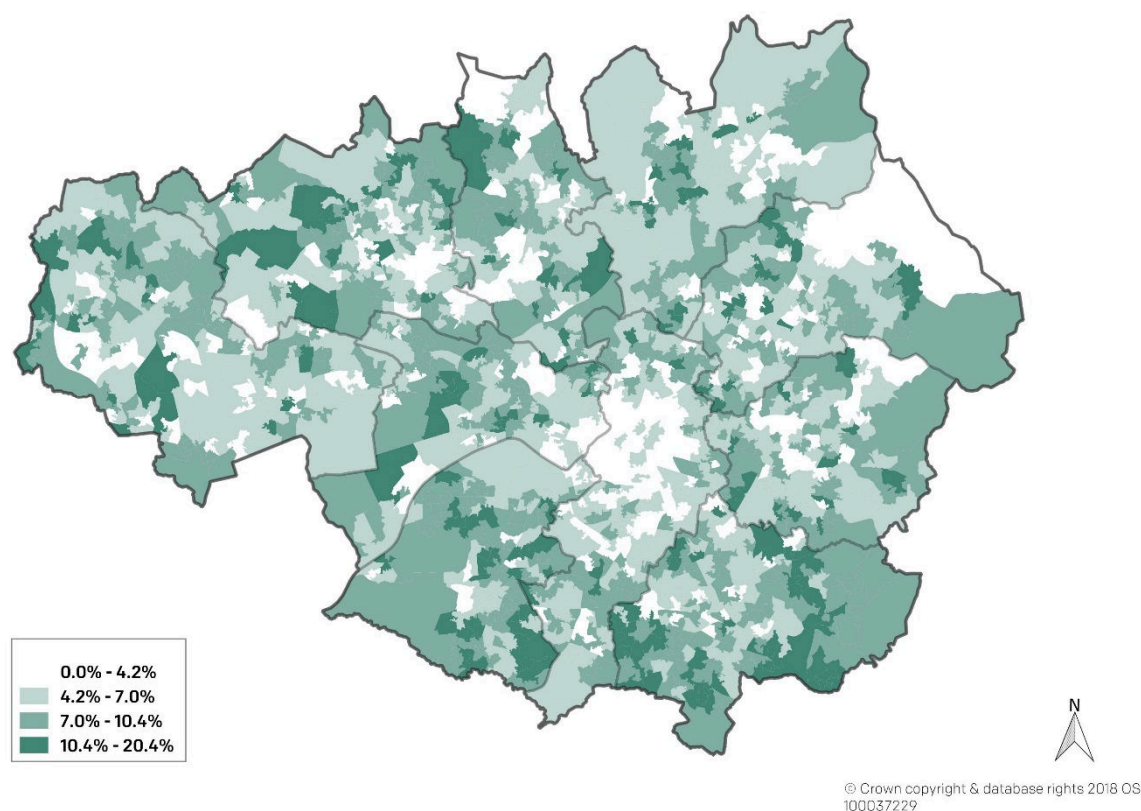 0.0% - 4.2%
4.2% - 7.0%
7.0% - 10.4%
10.4% - 20.4%
N
© Crown copyright & database rights 2018 OS
100037229